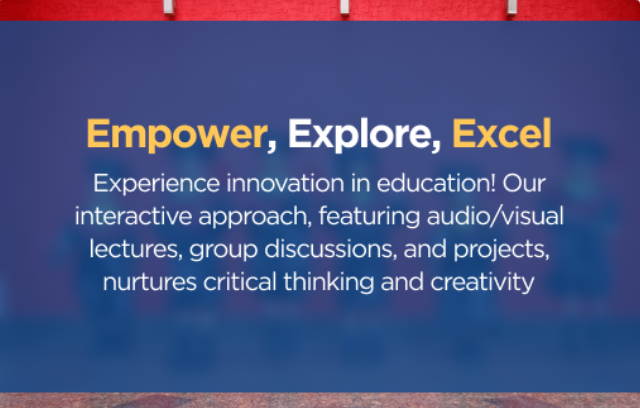 Empower, Explore, Excel
Experience innovation in education! Our
interactive approach, featuring audio/visual
lectures, group discussions, and projects,
nurtures critical thinking and creativity